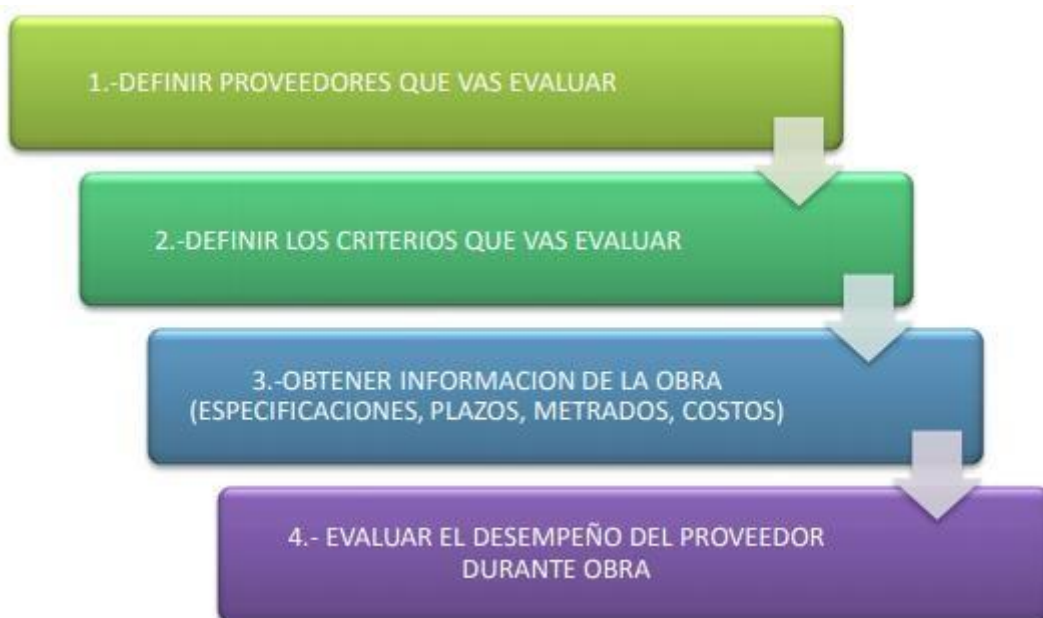 1.-DEFINIR PROVEEDORES QUE VAS EVALUAR
2.-DEFINIR LOS CRITERIOS QUE VAS EVALUAR
3.-OBTENER INFORMACION DE LA OBRA
(ESPECIFICACIONES, PLAZOS, METRADOS, COSTOS)
4.- EVALUAR EL DESEMPEÑO DEL PROVEEDOR
DURANTE OBRA